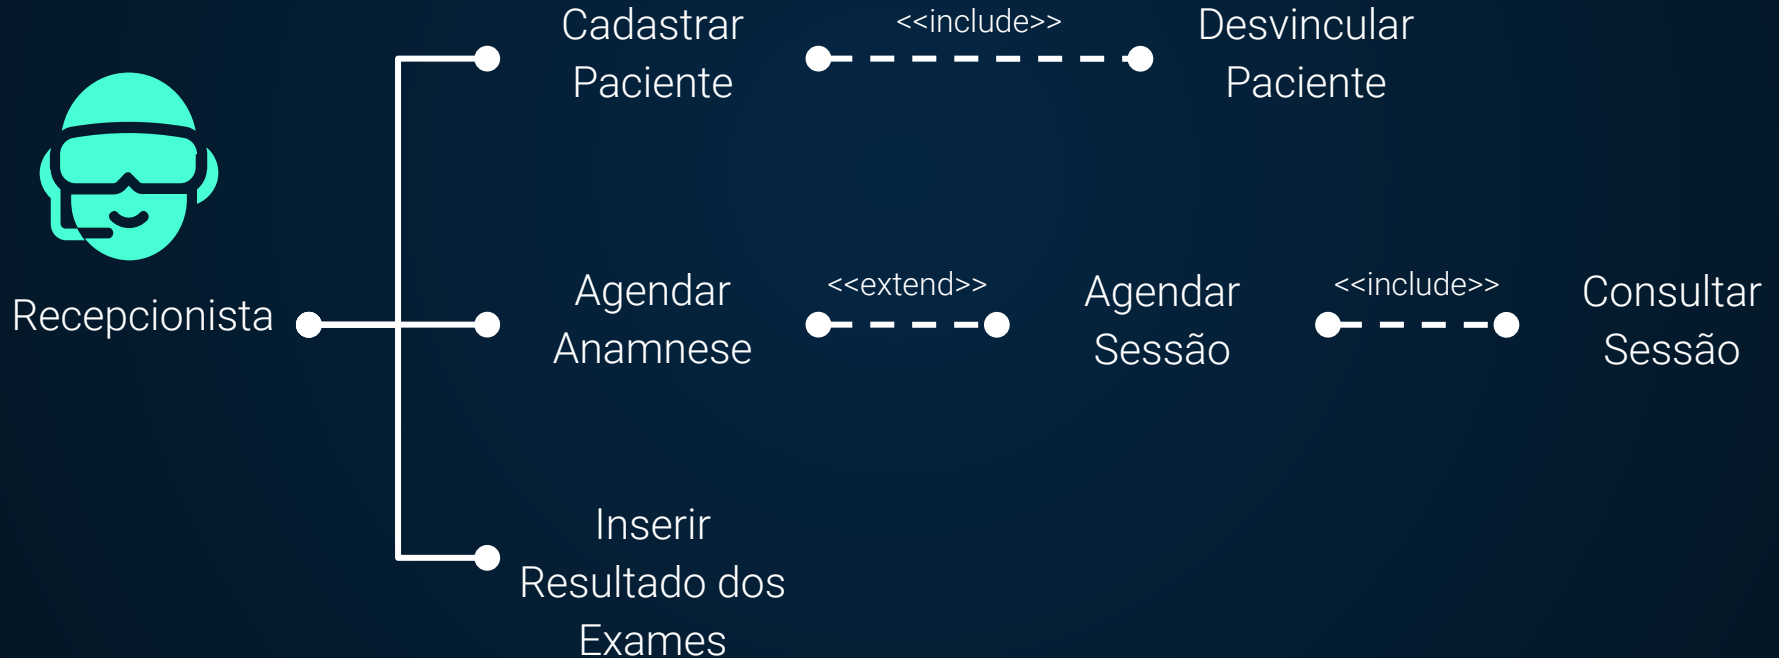 Cadastrar
Paciente
<<include>>
Desvincular
Paciente
Recepcionista
Agendar
Anamnese
<<extend>>
Agendar
Sessão
<<include>>
Consultar
Sessão
Inserir
Resultado dos
Exames